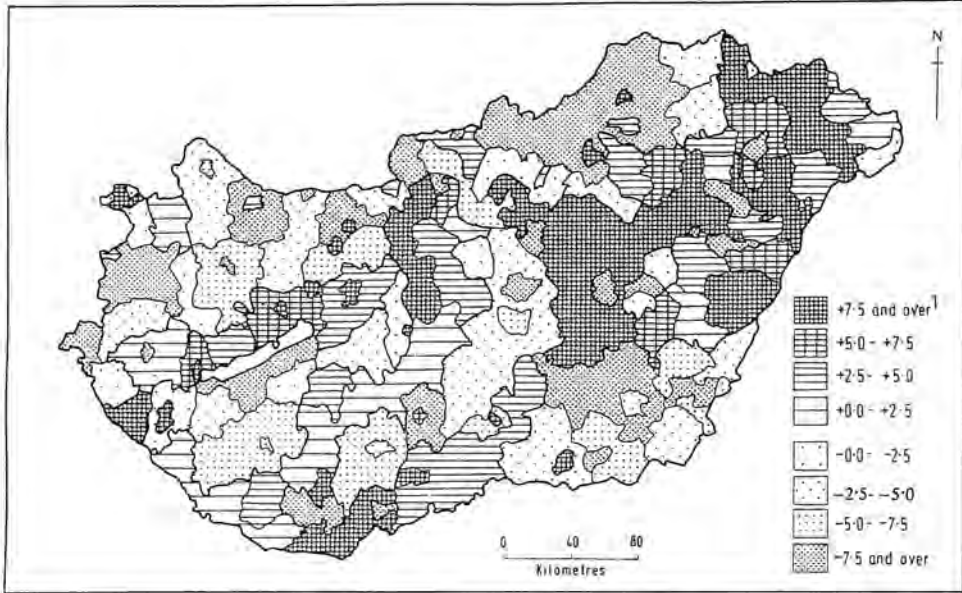 N
+7·5 and over 1
+5·0 - +7·5
+2·5 - +5·0
+0·0 - +2·5
-0·0 - -2·5
-2·5 - -5·0
-5·0 - -7·5
-7·5 and over
0 40 80
Kilometres